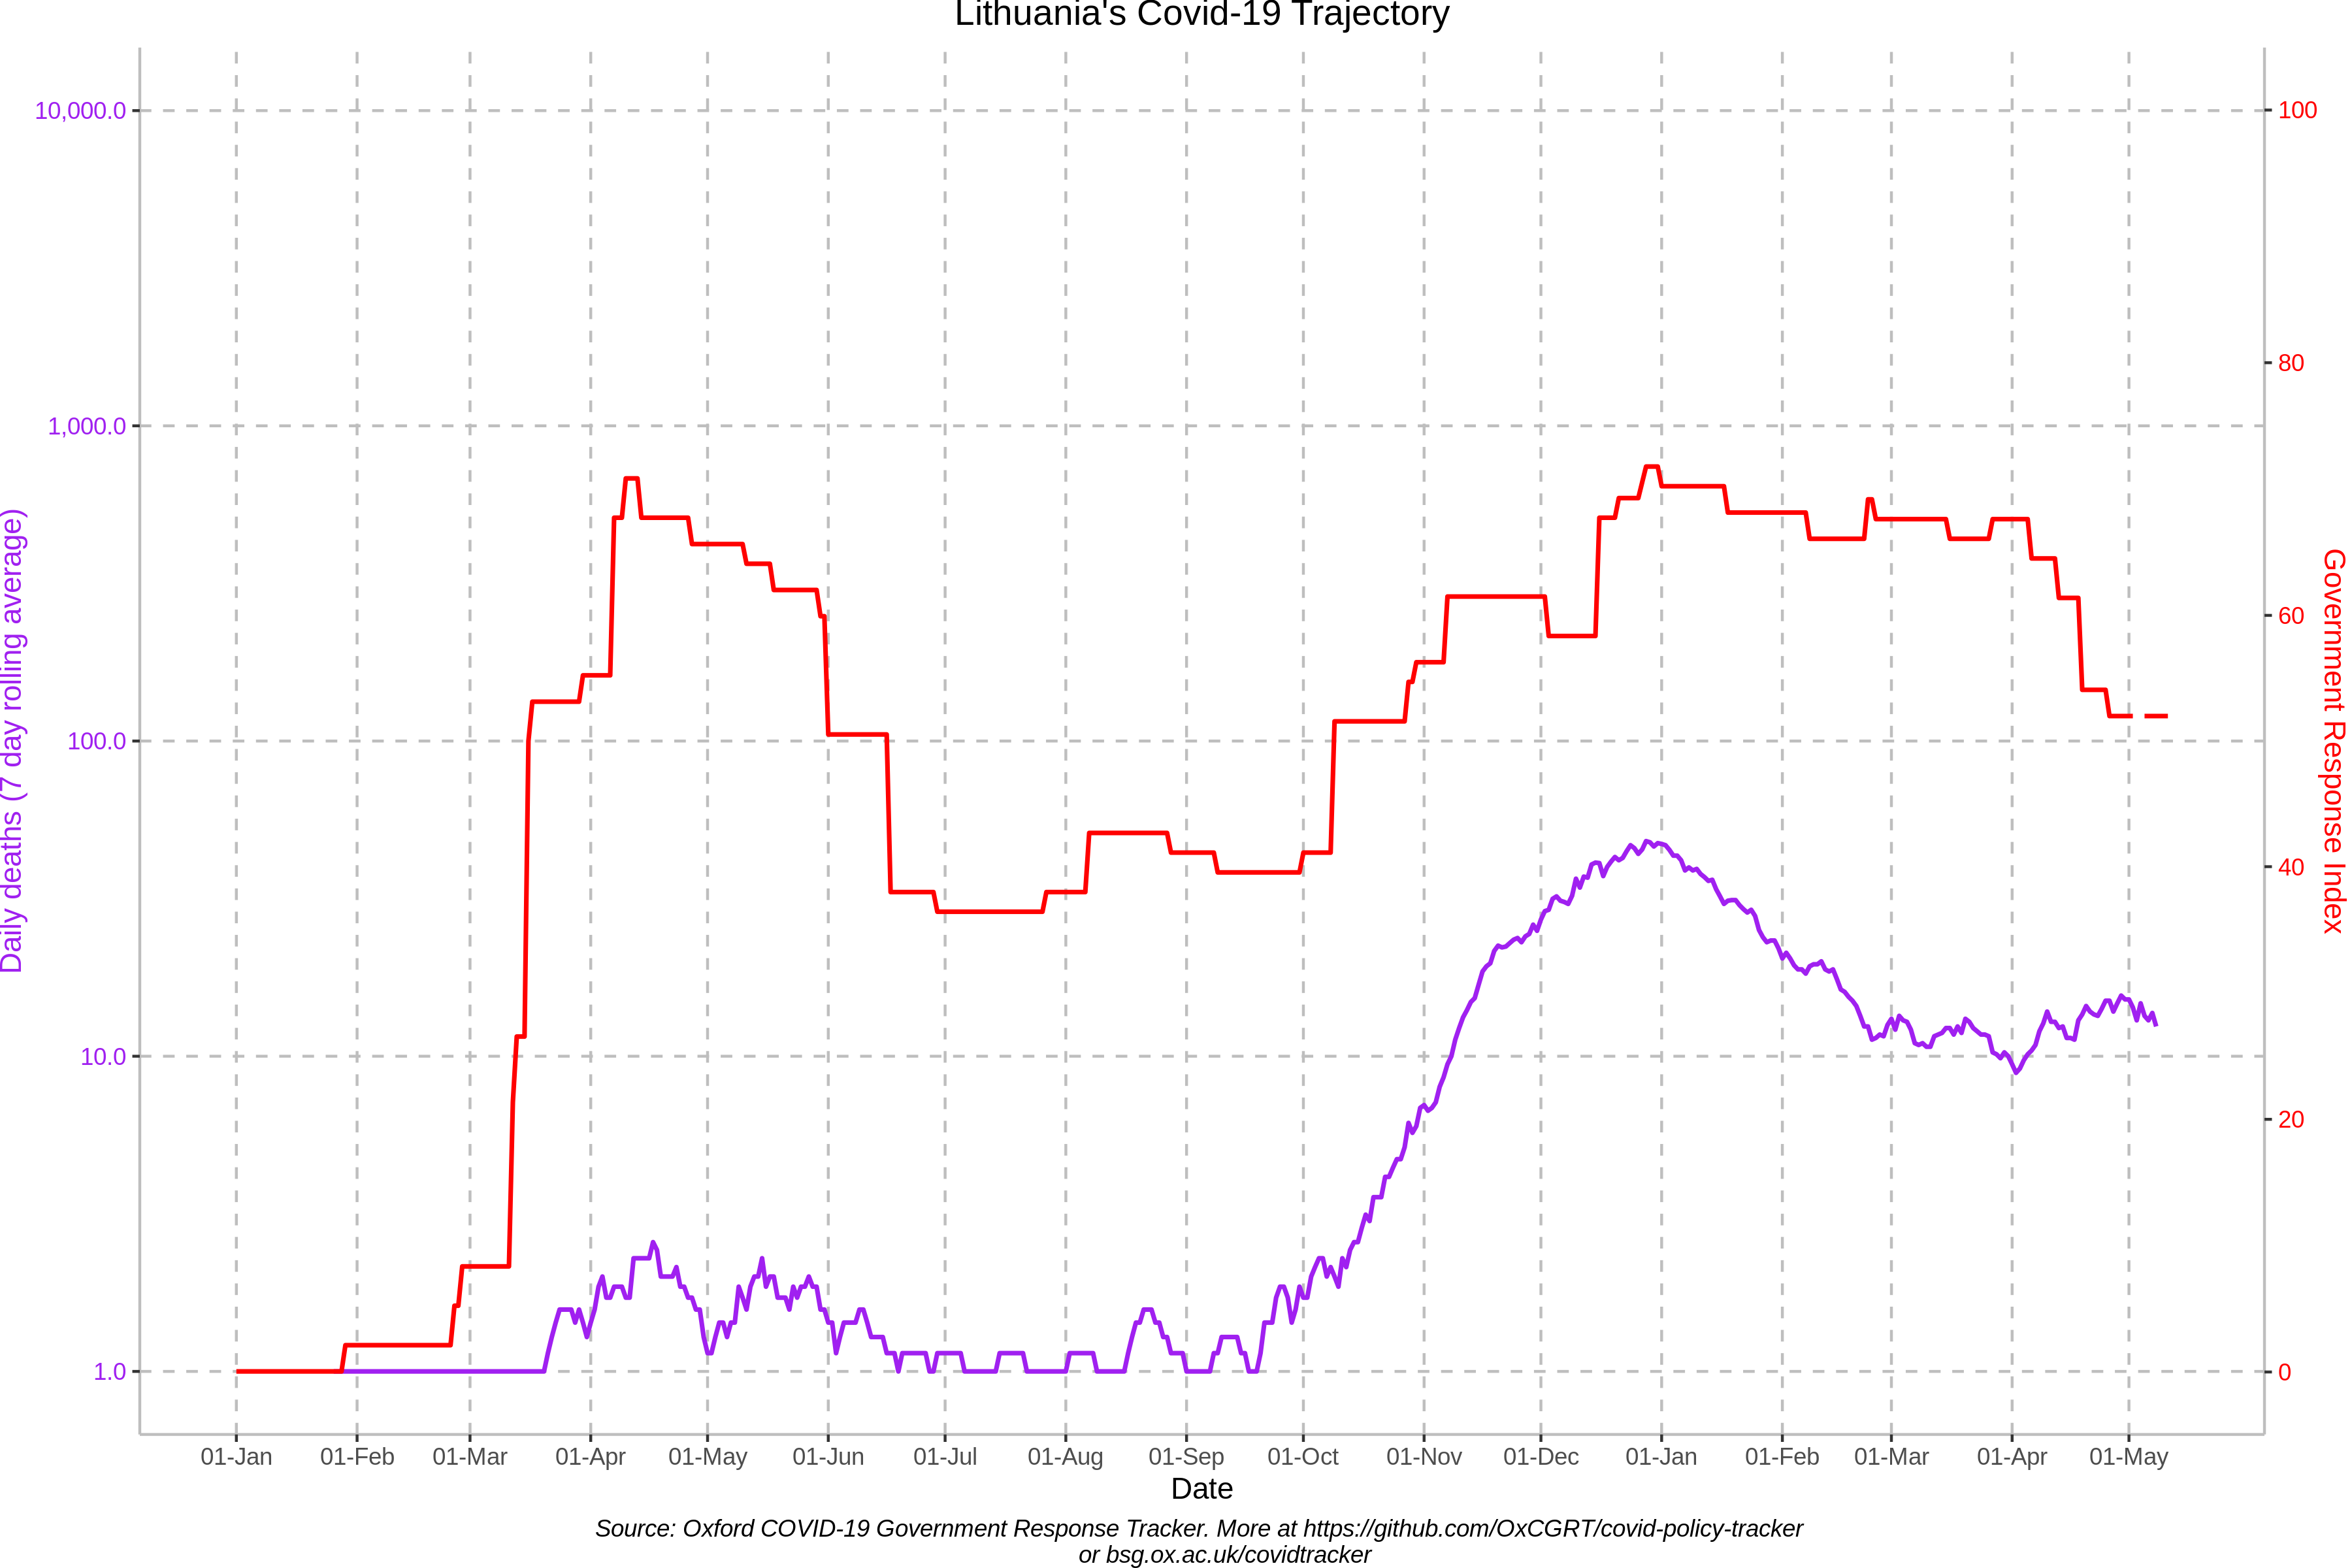 Lithuania's Covid-19 Trajectory
10,000.0
1,000.0
100.0
10.0
1.0
Daily deaths (7 day rolling average)
100
80
60
40
20
0
Government Response Index
01-Jan 01-Feb 01-Mar 01-Apr 01-May 01-Jun 01-Jul 01-Aug 01-Sep 01-Oct 01-Nov 01-Dec 01-Jan 01-Feb 01-Mar 01-Apr 01-May
Date
Source: Oxford COVID-19 Government Response Tracker. More at https://github.com/OxCGRT/covid-policy-tracker
or bsg.ox.ac.uk/covidtracker